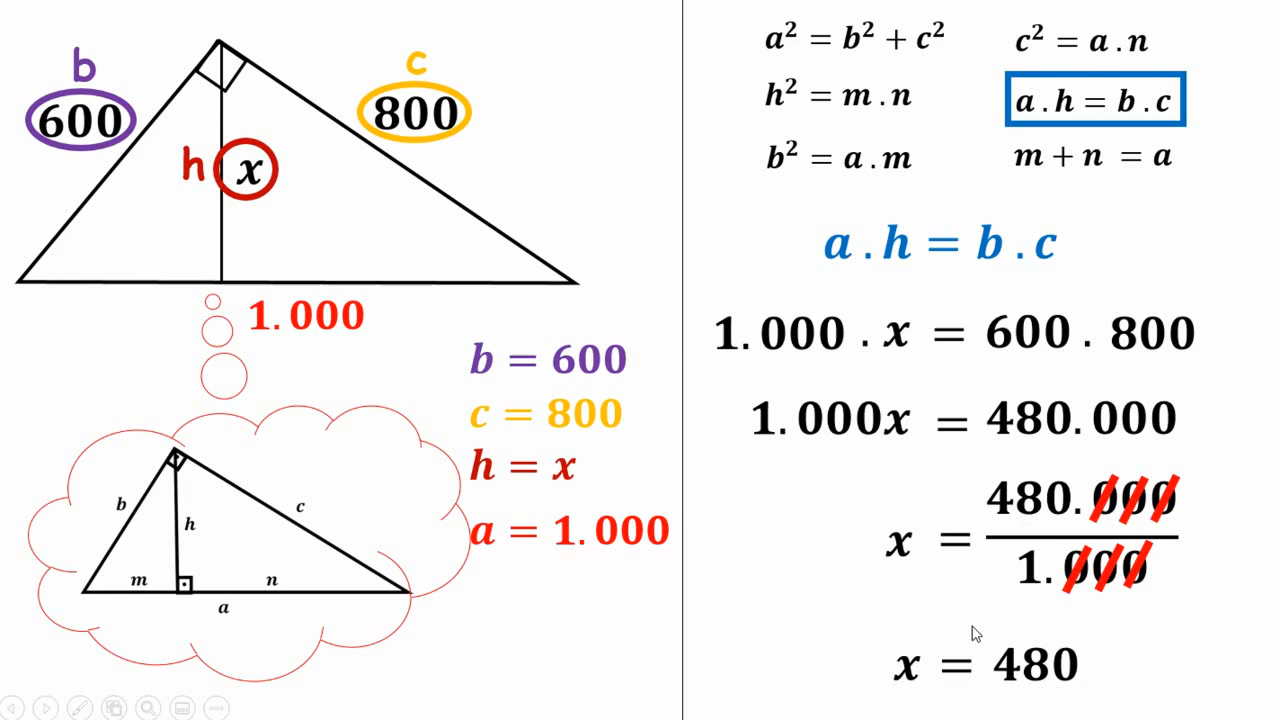 b
600
c
800
h x
1.000
b = 600
c = 800
h = x
a = 1.000
b
h
c
m
n
a
a² = b² + c²
c² = a . n
h² = m . n
a . h = b . c
b² = a . m
m + n = a
a . h = b . c
1.000 . x = 600 . 800
1.000x = 480.000
x = 480.000 / 1.000
x = 480